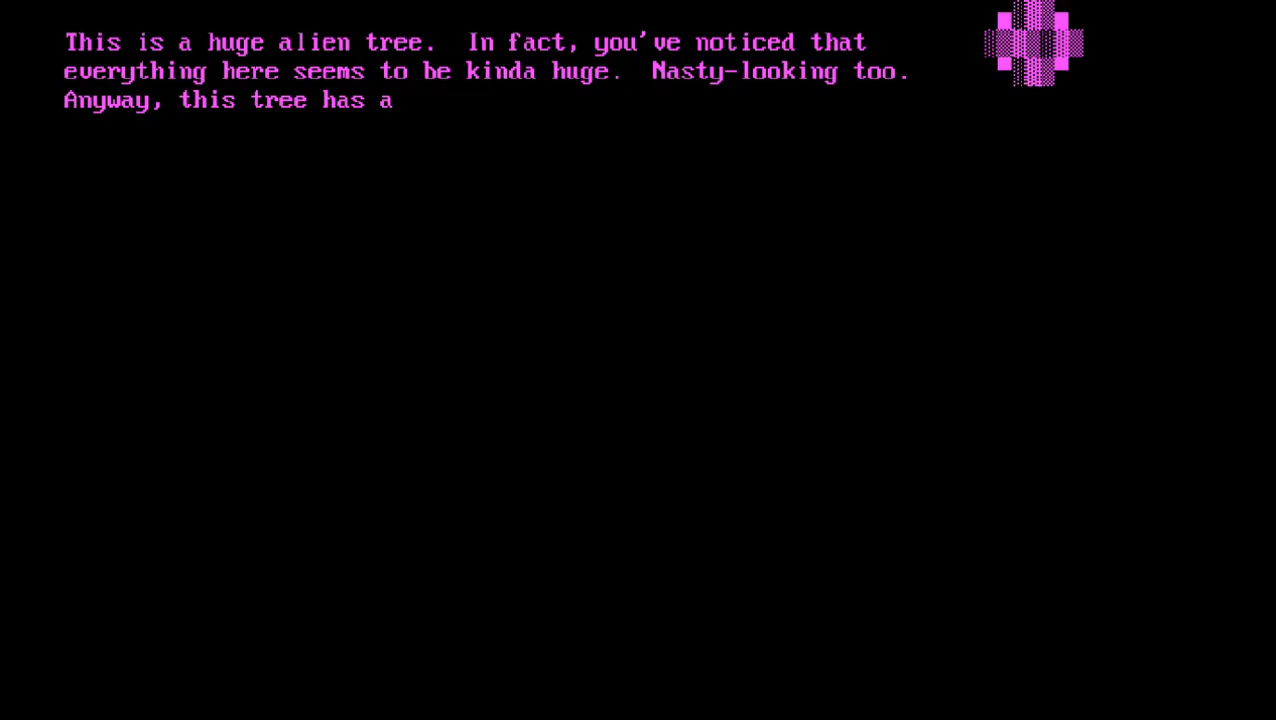 This is a huge alien tree.  In fact, you've noticed that
everything here seems to be kinda huge.  Nasty-looking too.
Anyway, this tree has a